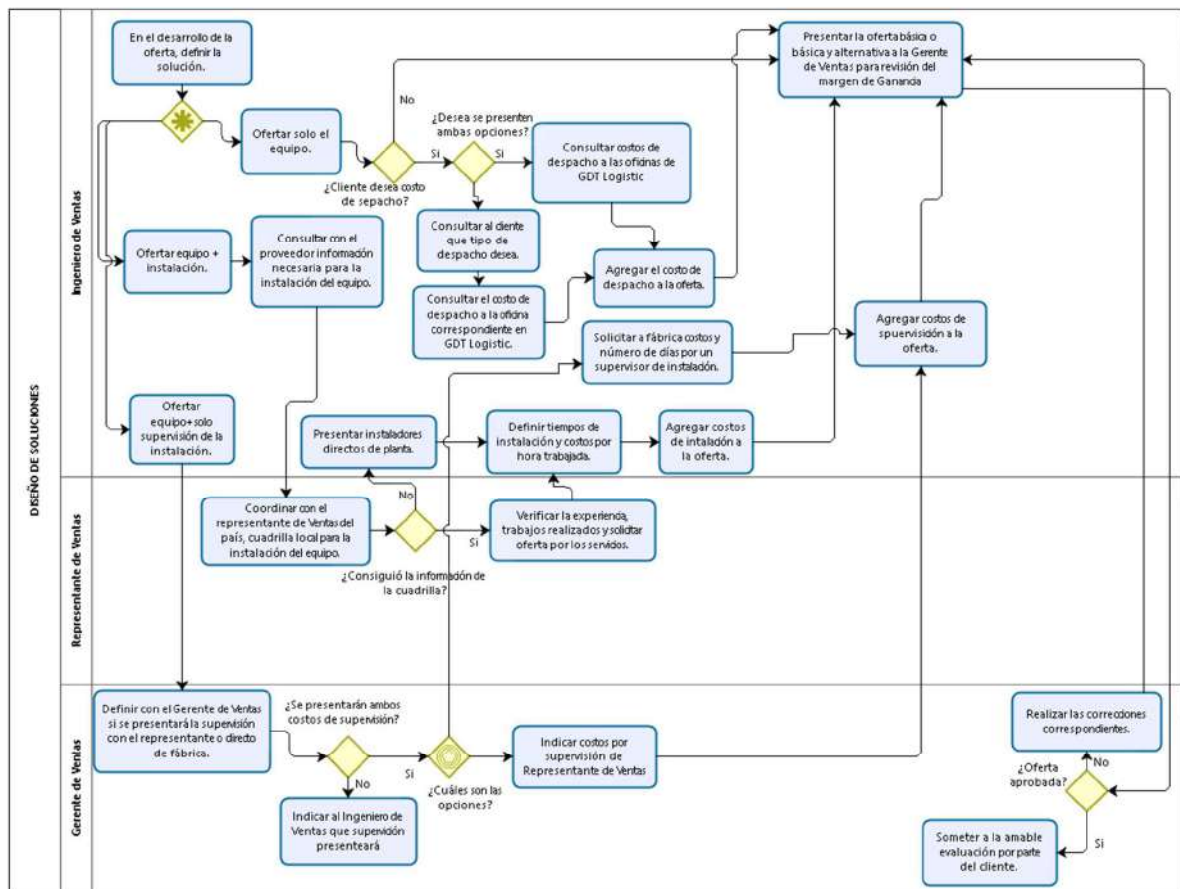 DISEÑO DE SOLUCIONES
Ingeniero de Ventas
En el desarrollo de la
oferta, definir la
solución.
Ofertar solo el
equipo.
¿Cliente desea costo
de sepacho?
No
Si
¿Desea se presenten
ambas opciones?
Si
Consultar costos de
despacho a las oficinas de
GDT Logistic
Presentar la oferta básica o
básica y alternativa a la Gerente
de Ventas para revisión del
margen de Ganancia
Ofertar equipo +
instalación.
Consultar con el
proveedor información
necesaria para la
instalación del equipo.
Consultar al cliente
que tipo de
despacho desea.
Agregar el costo de
despacho a la oferta.
Consultar el costo de
despacho a la oficina
correspondiente en
GDT Logistic.
Solicitar a fábrica costos y
número de días por un
supervisor de instalación.
Agregar costos de
spuervisición a la
oferta.
Ofertar
equipo+solo
supervisión de la
instalación.
Presentar instaladores
directos de planta.
Definir tiempos de
instalación y costos por
hora trabajada.
Agregar costos
de intalación a
la oferta.
Representante de Ventas
Coordinar con el
representante de Ventas del
país, cuadrilla local para la
instalación del equipo.
No
Si
¿Consiguió la información de
la cuadrilla?
Verificar la experiencia,
trabajos realizados y solicitar
oferta por los servicios.
Gerente de Ventas
Definir con el Gerente de Ventas
si se presentará la supervisión
con el representante o directo
de fábrica.
¿Se presentarán ambos
costos de supervisión?
Si
No
¿Cuáles son las
opciones?
Indicar costos por
supervisión de
Representante de Ventas
Indicar al Ingeniero de
Ventas que supervición
presenteará
Realizar las correcciones
correspondientes.
¿Oferta
aprobada?
No
Si
Someter a la amable
evaluación por parte
del cliente.